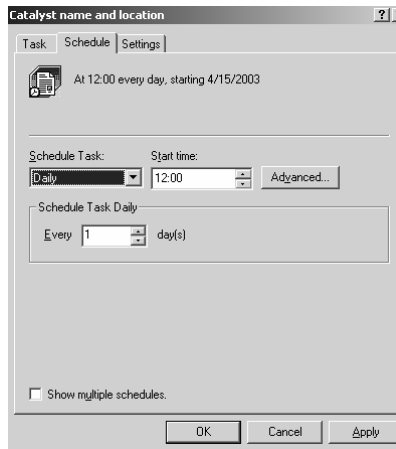 Catalyst name and location
Task Schedule Settings
At 12:00 every day, starting 4/15/2003
Schedule Task: Start time:
Daily 12:00 Advanced...
Schedule Task Daily
Every 1 day(s)
Show multiple schedules.
OK Cancel Apply